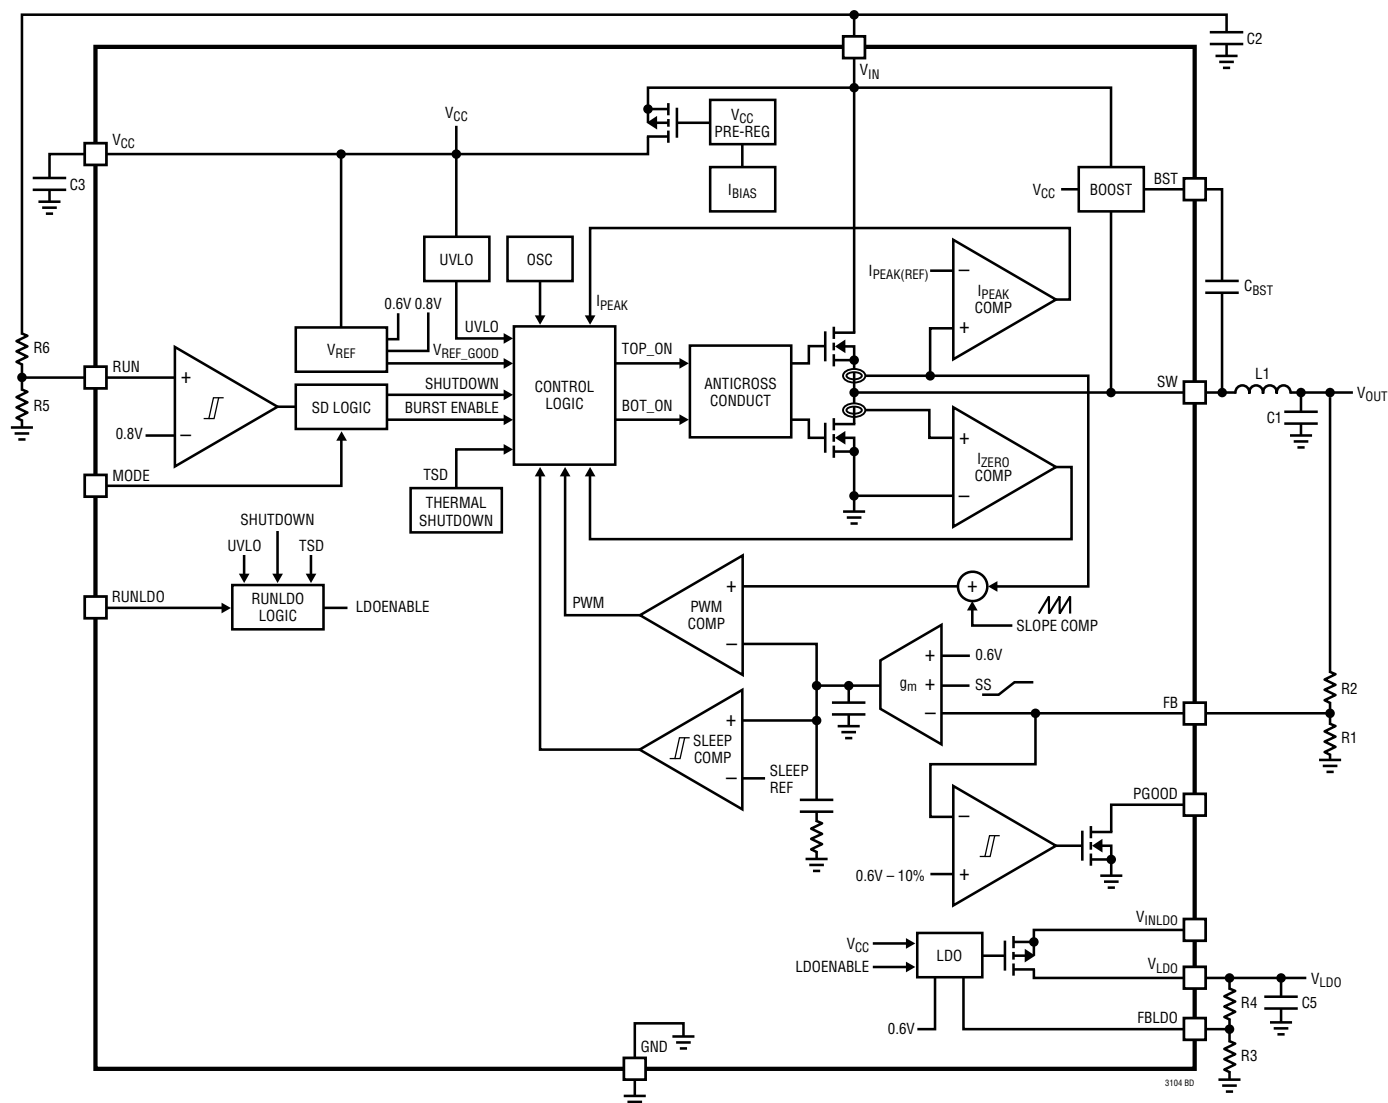 C2
VIN
VCC
VCC
VCC
PRE-REG
C3
IBIAS
VCC
BOOST
BST
UVLO
OSC
IPEAK(REF)
−
IPEAK
COMP
+
CBST
IPEAK
0.6V 0.8V
UVLO
R6
VREF
VREF_GOOD
TOP_ON
RUN
+
SHUTDOWN
CONTROL
LOGIC
ANTICROSS
CONDUCT
SW
L1
VOUT
R5
SD LOGIC
BURST ENABLE
BOT_ON
C1
0.8V
−
+
IZERO
COMP
−
MODE
TSD
THERMAL
SHUTDOWN
SHUTDOWN
UVLO
TSD
RUNLDO
RUNLDO
LOGIC
LDOENABLE
PWM
+
PWM
COMP
−
+
SLOPE COMP
+
0.6V
gm
+
SS
−
FB
R2
R1
+
SLEEP
COMP
−
SLEEP
REF
PGOOD
−
0.6V – 10%
+
VINLDO
VCC
LDO
LDOENABLE
VLDO
VLDO
R4
C5
0.6V
FBLDO
R3
GND
3104 BD